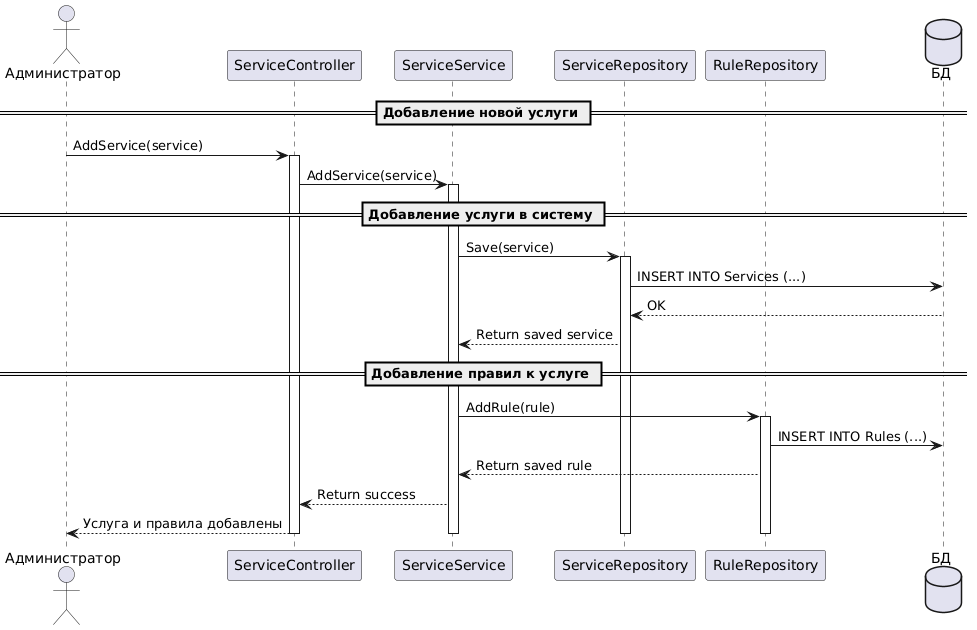 Администратор
ServiceController
ServiceService
ServiceRepository
RuleRepository
БД
Добавление новой услуги
AddService(service)
AddService(service)
Добавление услуги в систему
Save(service)
INSERT INTO Services (...)
OK
Return saved service
Добавление правил к услуге
AddRule(rule)
INSERT INTO Rules (...)
Return saved rule
Return success
Услуга и правила добавлены
Администратор
ServiceController
ServiceService
ServiceRepository
RuleRepository
БД